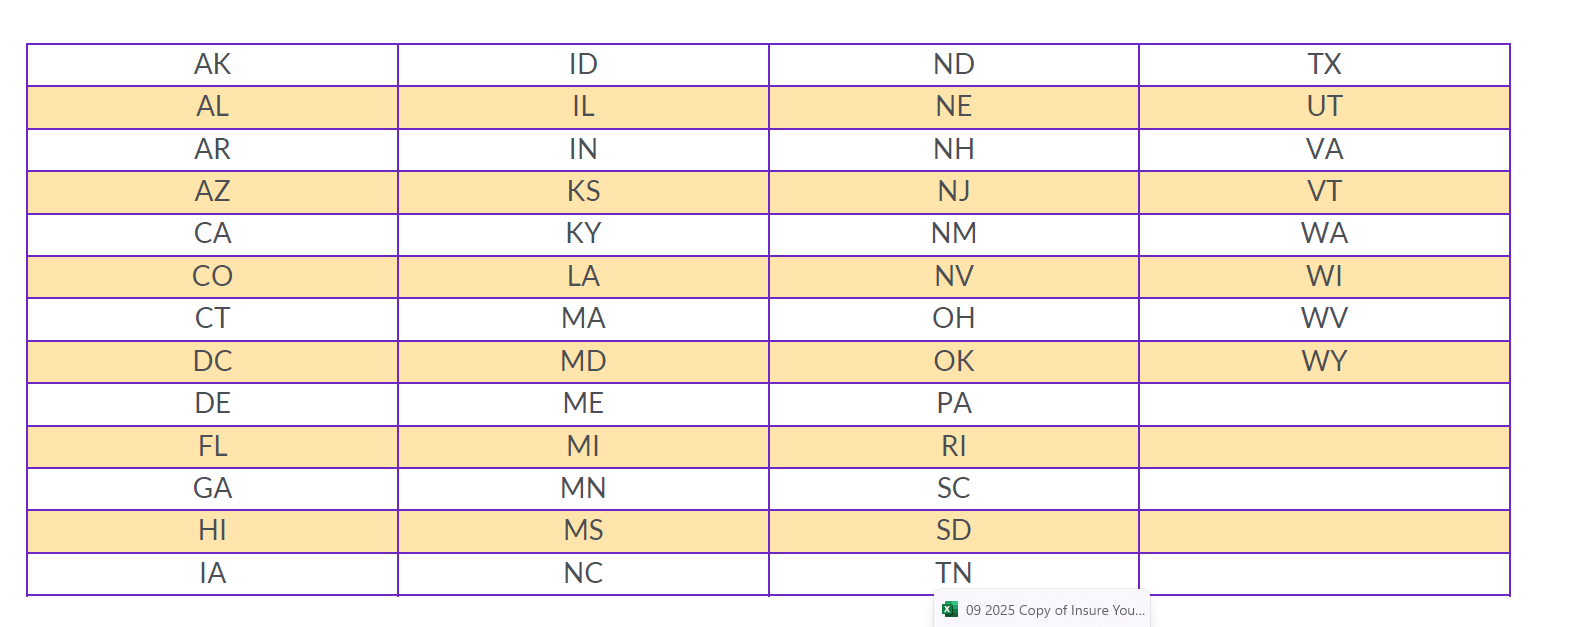 AK ID ND TX
AL IL NE UT
AR IN NH VA
AZ KS NJ VT
CA KY NM WA
CO LA NV WI
CT MA OH WV
DC MD OK WY
DE ME PA
FL MI RI
GA MN SC
HI MS SD
IA NC TN
09 2025 Copy of Insure You...